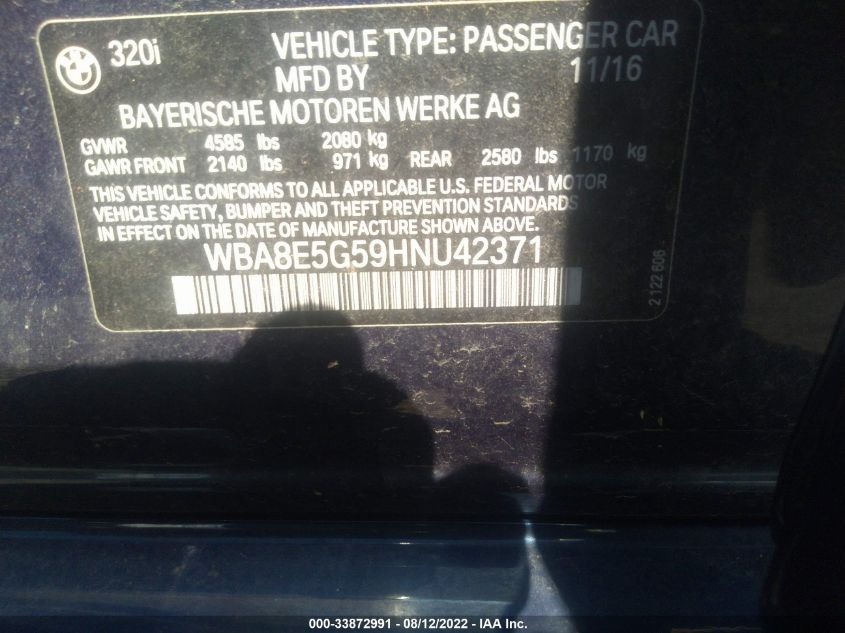 320i VEHICLE TYPE: PASSENGER CAR
MFD BY 11/16
BAYERISCHE MOTOREN WERKE AG
GVWR 4585 lbs 2080 kg
GAWR FRONT 2140 lbs 971 kg REAR 2580 lbs 1170 kg
THIS VEHICLE CONFORMS TO ALL APPLICABLE U.S. FEDERAL MOTOR
VEHICLE SAFETY, BUMPER AND THEFT PREVENTION STANDARDS
IN EFFECT ON THE DATE OF MANUFACTURE SHOWN ABOVE.
WBA8E5G59HNU42371
2 122 606
000-33872991 - 08/12/2022 - IAA Inc.